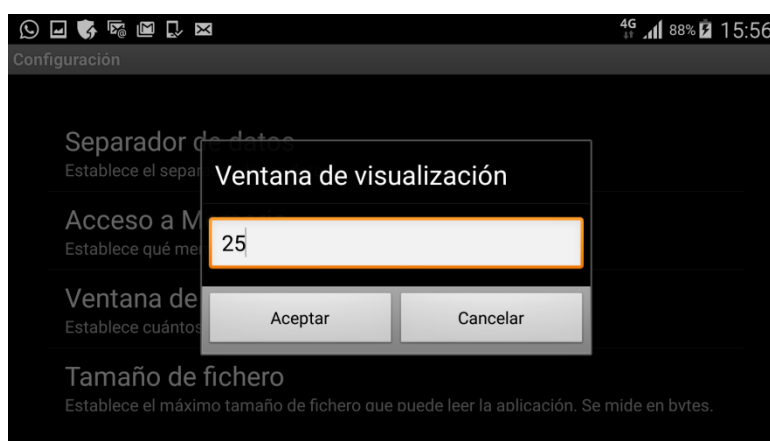 4G 88% 15:56
Configuración
Separador de datos
Establece el separ
Ventana de visualización
Acceso a M
Establece qué me
25
Ventana de
Establece cuántos
Aceptar Cancelar
Tamaño de fichero
Establece el máximo tamaño de fichero que puede leer la aplicación. Se mide en bytes.